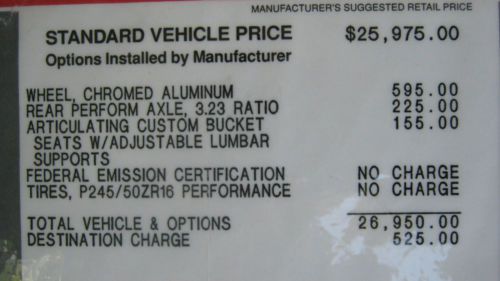 MANUFACTURER'S SUGGESTED RETAIL PRICE
STANDARD VEHICLE PRICE $25,975.00
Options Installed by Manufacturer
WHEEL, CHROMED ALUMINUM 595.00
REAR PERFORM AXLE, 3.23 RATIO 225.00
ARTICULATING CUSTOM BUCKET 155.00
SEATS W/ADJUSTABLE LUMBAR
SUPPORTS
FEDERAL EMISSION CERTIFICATION NO CHARGE
TIRES, P245/50ZR16 PERFORMANCE NO CHARGE
TOTAL VEHICLE & OPTIONS 26,950.00
DESTINATION CHARGE 525.00